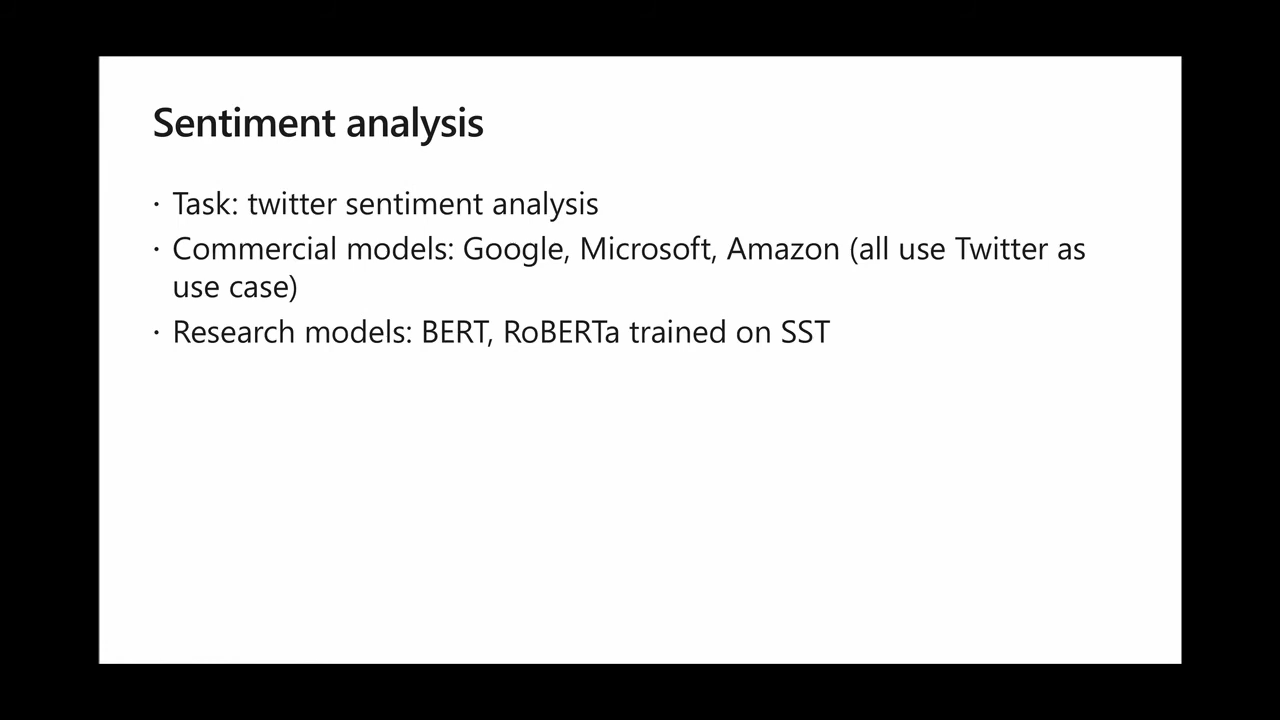 Sentiment analysis
· Task: twitter sentiment analysis
· Commercial models: Google, Microsoft, Amazon (all use Twitter as
use case)
· Research models: BERT, RoBERTa trained on SST